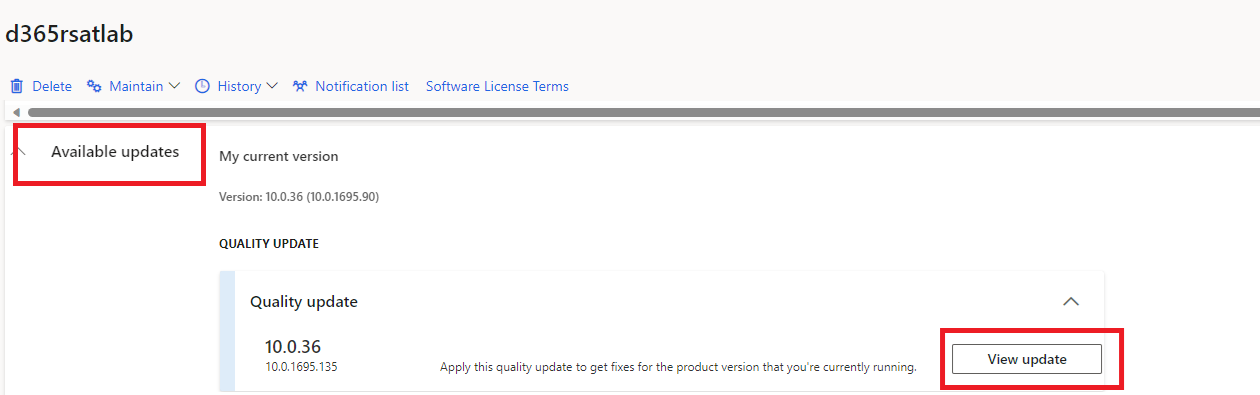 d365rsatlab
Delete Maintain History Notification list Software License Terms
Available updates
My current version
Version: 10.0.36 (10.0.1695.90)
QUALITY UPDATE
Quality update
10.0.36
10.0.1695.135
Apply this quality update to get fixes for the product version that you're currently running.
View update